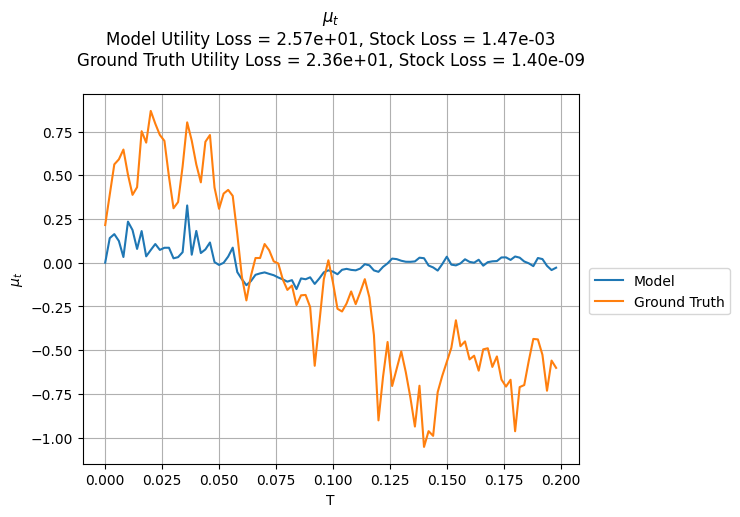 μ_t
Model Utility Loss = 2.57e+01, Stock Loss = 1.47e-03
Ground Truth Utility Loss = 2.36e+01, Stock Loss = 1.40e-09
0.75
0.50
0.25
0.00
−0.25
−0.50
−0.75
−1.00
μ_t
0.000 0.025 0.050 0.075 0.100 0.125 0.150 0.175 0.200
T
Model
Ground Truth